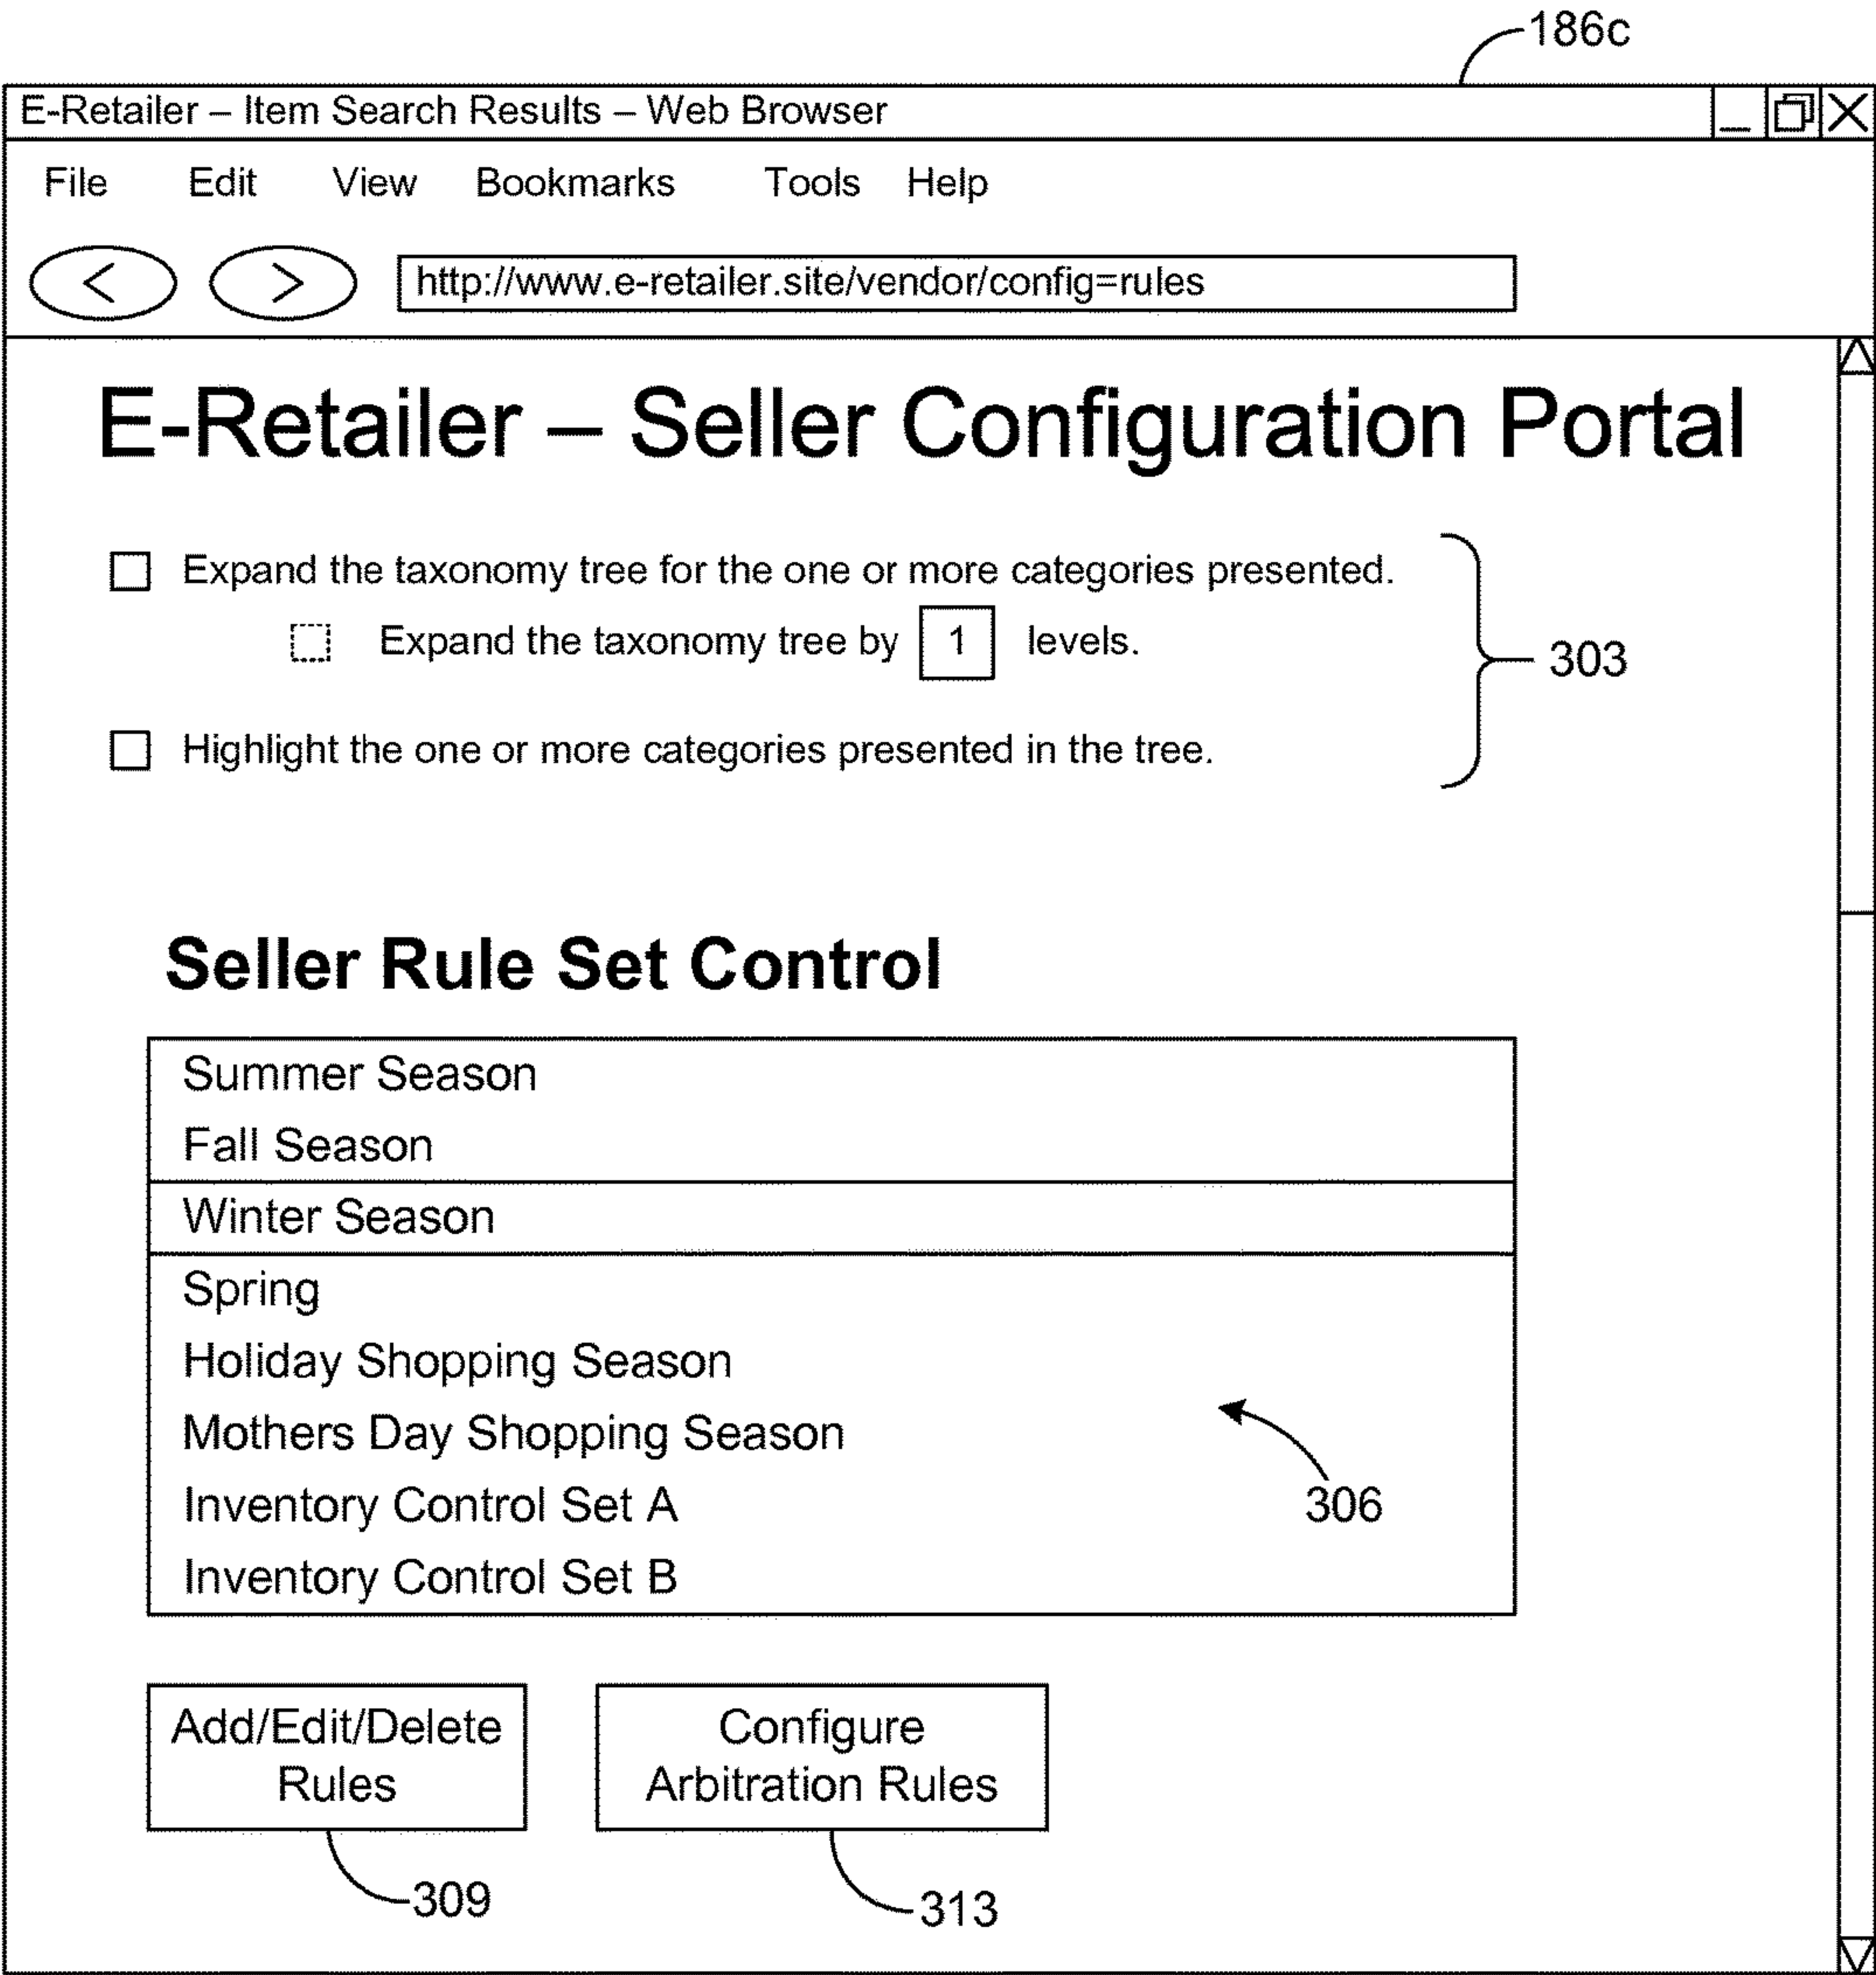 186c
E-Retailer – Item Search Results – Web Browser
File Edit View Bookmarks Tools Help
< > http://www.e-retailer.site/vendor/config=rules
E-Retailer – Seller Configuration Portal
Expand the taxonomy tree for the one or more categories presented.
Expand the taxonomy tree by 1 levels.
303
Highlight the one or more categories presented in the tree.
Seller Rule Set Control
Summer Season
Fall Season
Winter Season
Spring
Holiday Shopping Season
Mothers Day Shopping Season
Inventory Control Set A
306
Inventory Control Set B
Add/Edit/Delete
Rules
Configure
Arbitration Rules
309
313